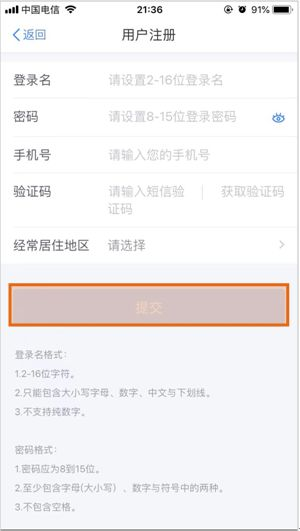 中国电信 21:36 91%
返回 用户注册
登录名 请设置2-16位登录名
密码 请设置8-15位登录密码
手机号 请输入您的手机号
验证码 请输入短信验证码 获取验证码
经常居住地区 请选择
提交
登录名格式:
1.2-16位字符。
2.只能包含大小写字母、数字、中文与下划线。
3.不支持纯数字。
密码格式:
1.密码应为8到15位。
2.至少包含字母(大小写）、数字与符号中的两种。
3.不包含空格。